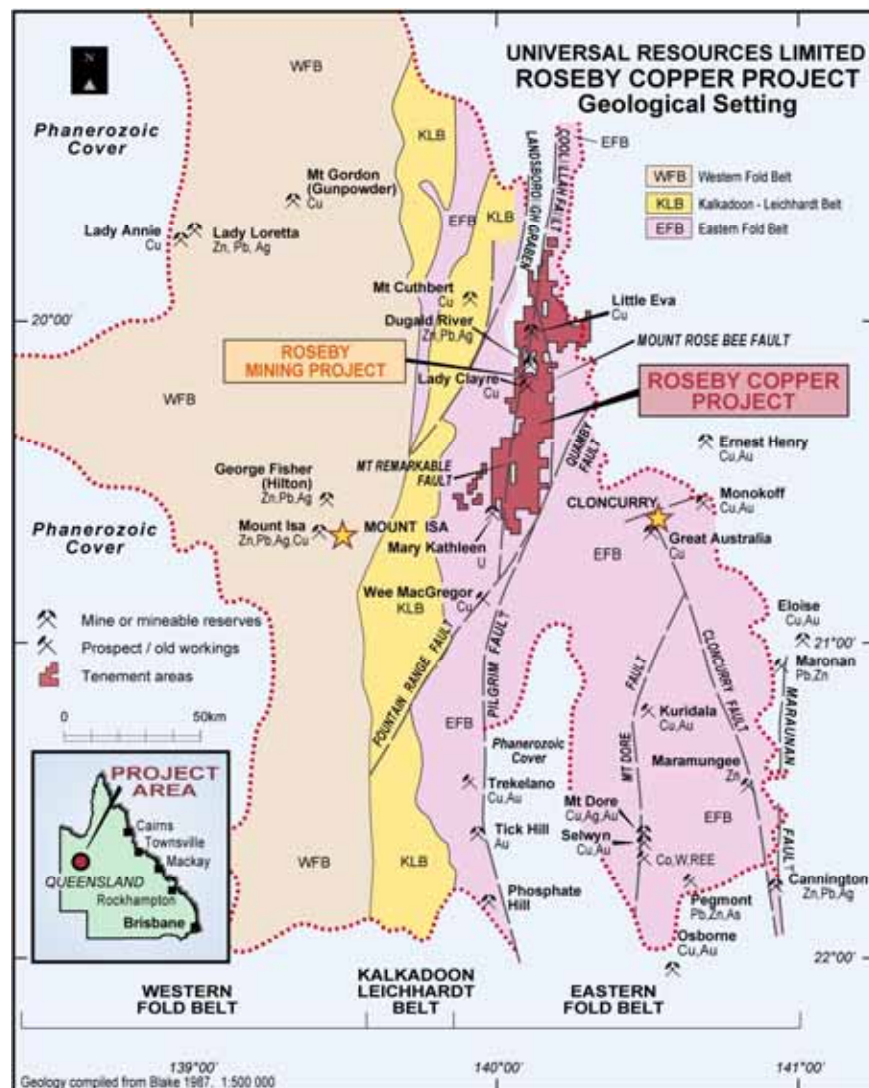 UNIVERSAL RESOURCES LIMITED
ROSEBY COPPER PROJECT
Geological Setting
N
WFB
Phanerozoic
Cover
KLB
EFB
LANDSBOROUGH GRABEN
COOLULLAH FAULT
WFB Western Fold Belt
KLB Kalkadoon - Leichhardt Belt
EFB Eastern Fold Belt
Mt Gordon
(Gunpowder)
Cu
EFB
KLB
Lady Annie
Cu
Lady Loretta
Zn, Pb, Ag
Mt Cuthbert
Cu
Little Eva
Cu
20°00'
20°00'
Dugald River
Zn,Pb,Ag
MOUNT ROSE BEE FAULT
ROSEBY
MINING PROJECT
Lady Clayre
Cu
ROSEBY COPPER
PROJECT
WFB
QUAMBY
FAULT
Ernest Henry
Cu,Au
MT REMARKABLE
FAULT
George Fisher
(Hilton)
Zn,Pb,Ag
CLONCURRY
Monokoff
Cu,Au
Phanerozoic
Cover
Mount Isa
Zn,Pb,Ag,Cu
MOUNT ISA
Mary Kathleen
U
Great Australia
Cu
EFB
Wee MacGregor
Cu
KLB
Eloise
Cu,Au
Mine or mineable reserves
Prospect / old workings
Tenement areas
0 50km
21°00'
21°00'
Maronan
Pb,Zn
FOUNTAIN RANGE FAULT
PILGRIM FAULT
FAULT
MT DORE
CLONCURRY FAULT
MARAUNAN
FAULT
Kuridala
Cu,Au
EFB
Phanerozoic
Cover
Maramungee
Zn
Trekelano
Cu,Au
Mt Dore
Cu,Ag,Au
EFB
Tick Hill
Au
Selwyn
Cu,Au
Co,W,REE
WFB
KLB
Phosphate
Hill
Pegmont
Pb,Zn,As
Cannington
Zn,Pb,Ag
Osborne
Cu,Au
22°00'
22°00'
PROJECT
AREA
Cairns
Townsville
Mackay
QUEENSLAND
Rockhampton
Brisbane
WESTERN
FOLD BELT
KALKADOON
LEICHHARDT
BELT
EASTERN
FOLD BELT
139°00'
140°00'
141°00'
Geology compiled from Blake 1987, 1:500 000